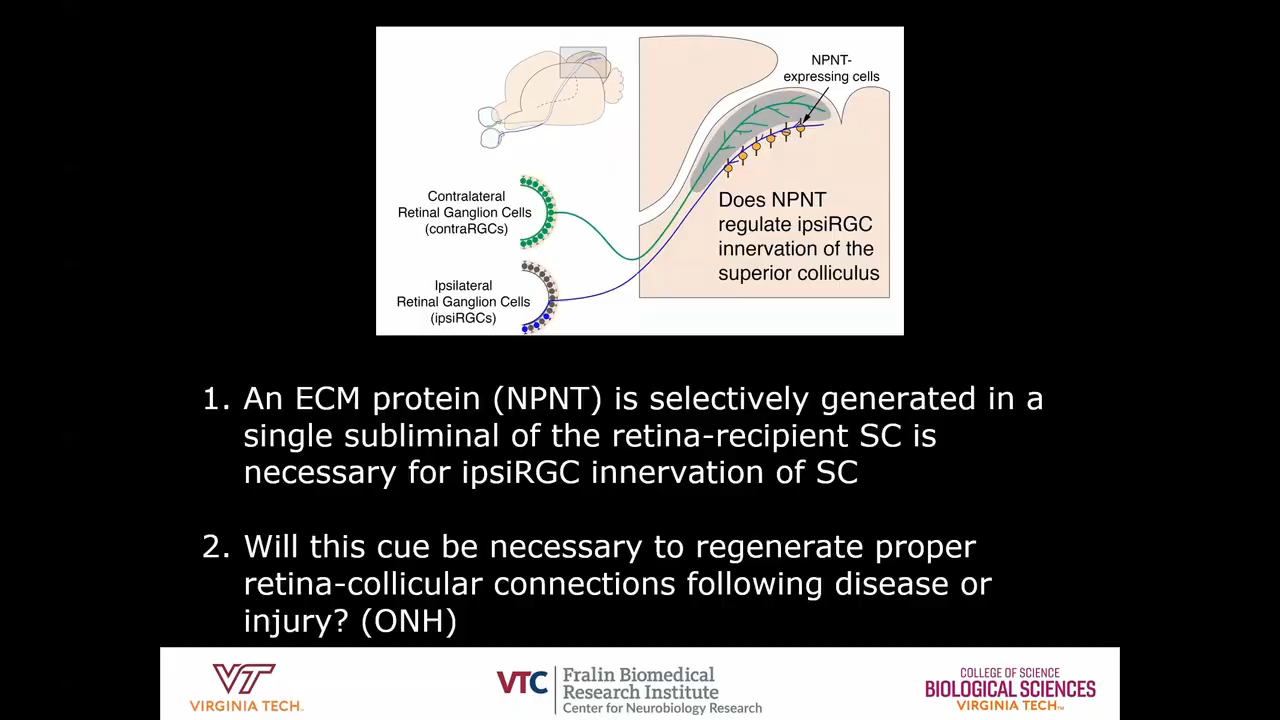 NPNT-
expressing cells
Contralateral
Retinal Ganglion Cells
(contraRGCs)
Does NPNT
regulate ipsiRGC
innervation of the
superior colliculus
Ipsilateral
Retinal Ganglion Cells
(ipsiRGCs)
1. An ECM protein (NPNT) is selectively generated in a
single subliminal of the retina-recipient SC is
necessary for ipsiRGC innervation of SC
2. Will this cue be necessary to regenerate proper
retina-collicular connections following disease or
injury? (ONH)
VT
VIRGINIA TECH.
VTC
Fralin Biomedical
Research Institute
Center for Neurobiology Research
COLLEGE OF SCIENCE
BIOLOGICAL SCIENCES
VIRGINIA TECH™